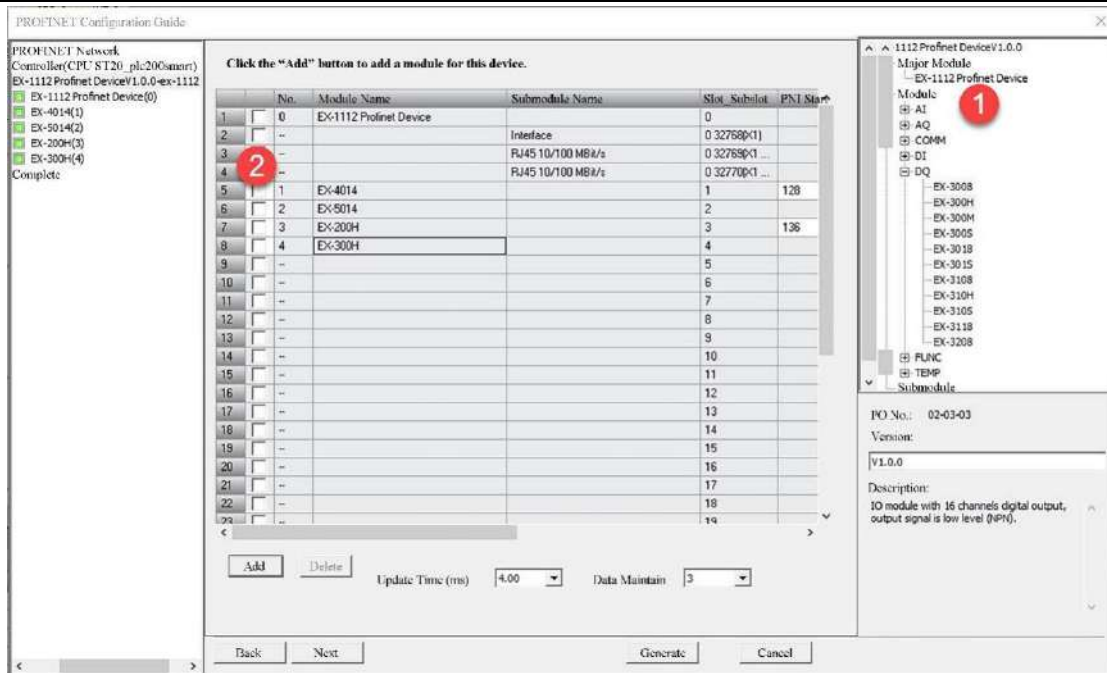 PROFINET Configuration Guide
PROFINET Network
Controller(CPU ST20_plc200smart)
EX-1112 Profinet DeviceV1.0.0-ex-1112
EX-1112 Profinet Device(0)
EX-4014(1)
EX-5014(2)
EX-200H(3)
EX-300H(4)
Complete
Click the “Add” button to add a module for this device.
No. Module Name Submodule Name Slot_Subslot PNI Start
1 0 EX-1112 Profinet Device 0
2 -- Interface 0 32768(X1)
3 -- RJ45 10/100 MBit/s 0 32769(X1 ...
4 -- RJ45 10/100 MBit/s 0 32770(X1 ...
2
5 1 EX-4014 1 128
6 2 EX-5014 2
7 3 EX-200H 3 136
8 4 EX-300H 4
9 -- 5
10 -- 6
11 -- 7
12 -- 8
13 -- 9
14 -- 10
15 -- 11
16 -- 12
17 -- 13
18 -- 14
19 -- 15
20 -- 16
21 -- 17
22 -- 18
23 -- 19
Add Delete Update Time (ms) 4.00 Data Maintain 3
Back Next Generate Cancel
1112 Profinet DeviceV1.0.0
Major Module
EX-1112 Profinet Device
Module
1
AI
AQ
COMM
DI
DQ
EX-3008
EX-300H
EX-300M
EX-300S
EX-3018
EX-301S
EX-3108
EX-310H
EX-310S
EX-3118
EX-3208
FUNC
TEMP
Submodule
PO No.: 02-03-03
Version:
V1.0.0
Description:
IO module with 16 channels digital output,
output signal is low level (NPN).